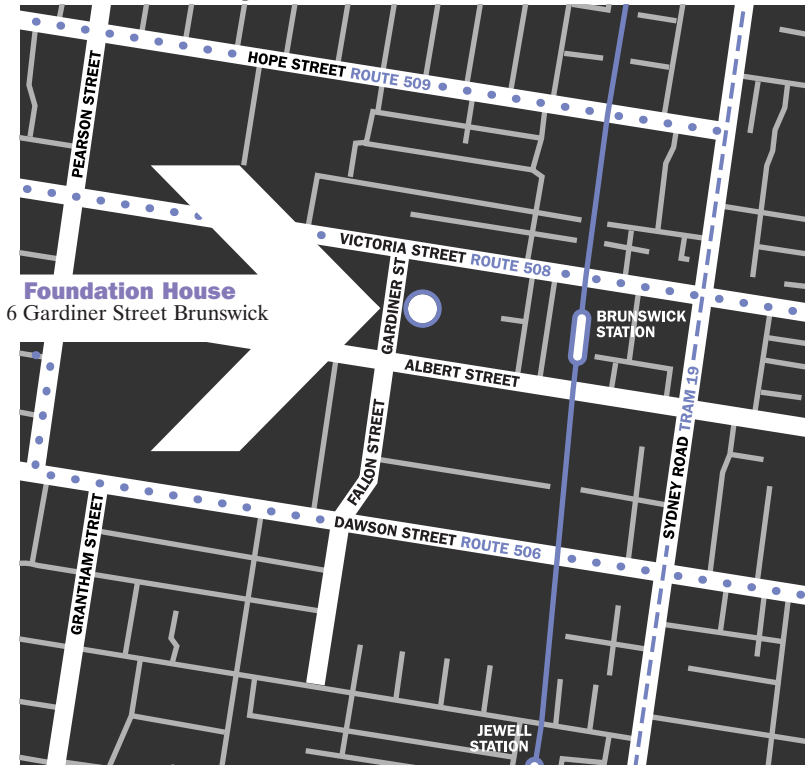 HOPE STREET ROUTE 509
PEARSON STREET
VICTORIA STREET ROUTE 508
GARDINER ST
Foundation House
6 Gardiner Street Brunswick
BRUNSWICK
STATION
ALBERT STREET
TRAM 19
SYDNEY ROAD
FALLON STREET
DAWSON STREET ROUTE 506
GRANTHAM STREET
JEWELL
STATION